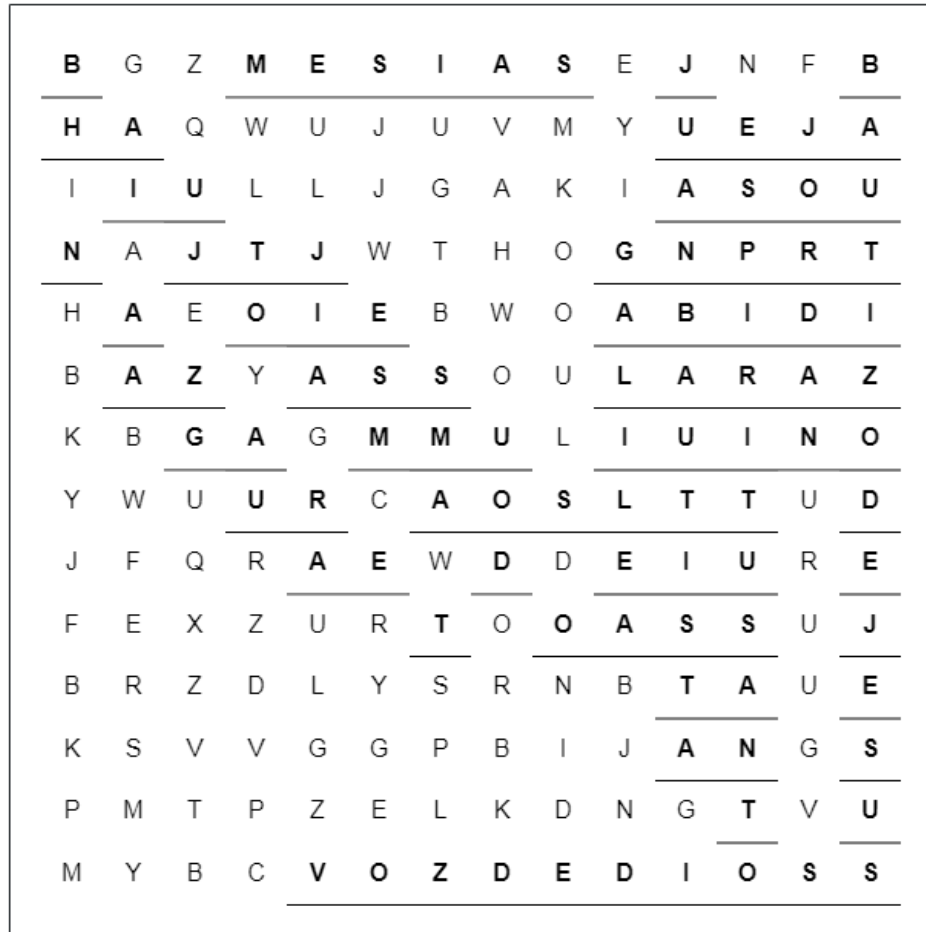 B G Z M E S I A S E J N F B
H A Q W U J U V M Y U E J A
I I U L L J G A K I A S O U
N A J T J W T H O G N P R T
H A E O I E B W O A B I D I
B A Z Y A S S O U L A R A Z
K B G A G M M U L I U I N O
Y W U U R C A O S L T T U D
J F Q R A E W D D E I U R E
F E X Z U R T O O A S S U J
B R Z D L Y S R N B T A U E
K S V V G G P B I J A N G S
P M T P Z E L K D N G T V U
M Y B C V O Z D E D I O S S